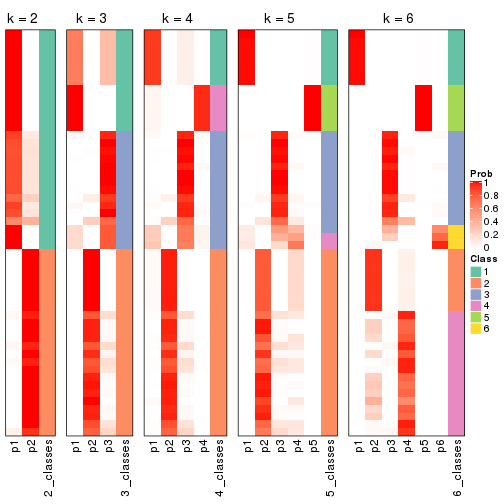 k = 2
k = 3
k = 4
k = 5
k = 6
Prob
1
0.8
0.6
0.4
0.2
0
Class
1
2
3
4
5
6
p1
p2
2_classes
p1
p2
p3
3_classes
p1
p2
p3
p4
4_classes
p1
p2
p3
p4
p5
5_classes
p1
p2
p3
p4
p5
p6
6_classes